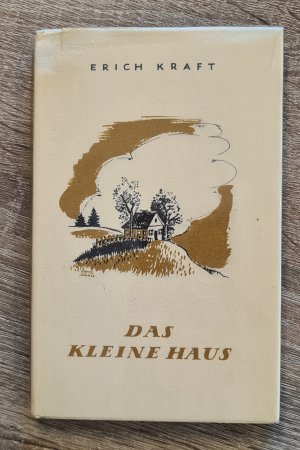 ERICH KRAFT
DAS
KLEINE HAUS